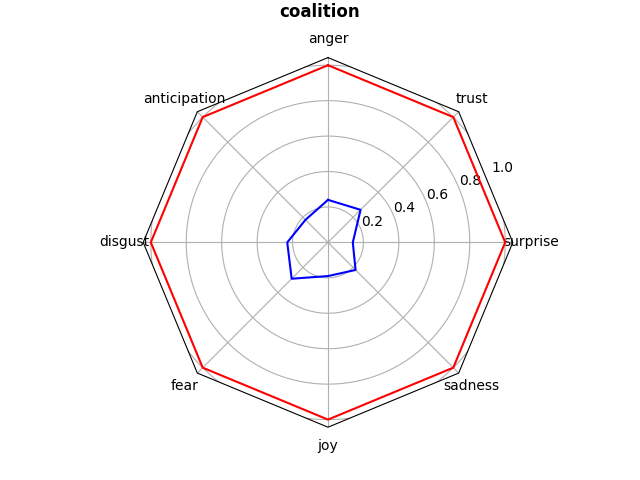 coalition
anger
anticipation
trust
1.0
0.8
0.6
0.4
0.2
disgust
surprise
fear
sadness
joy